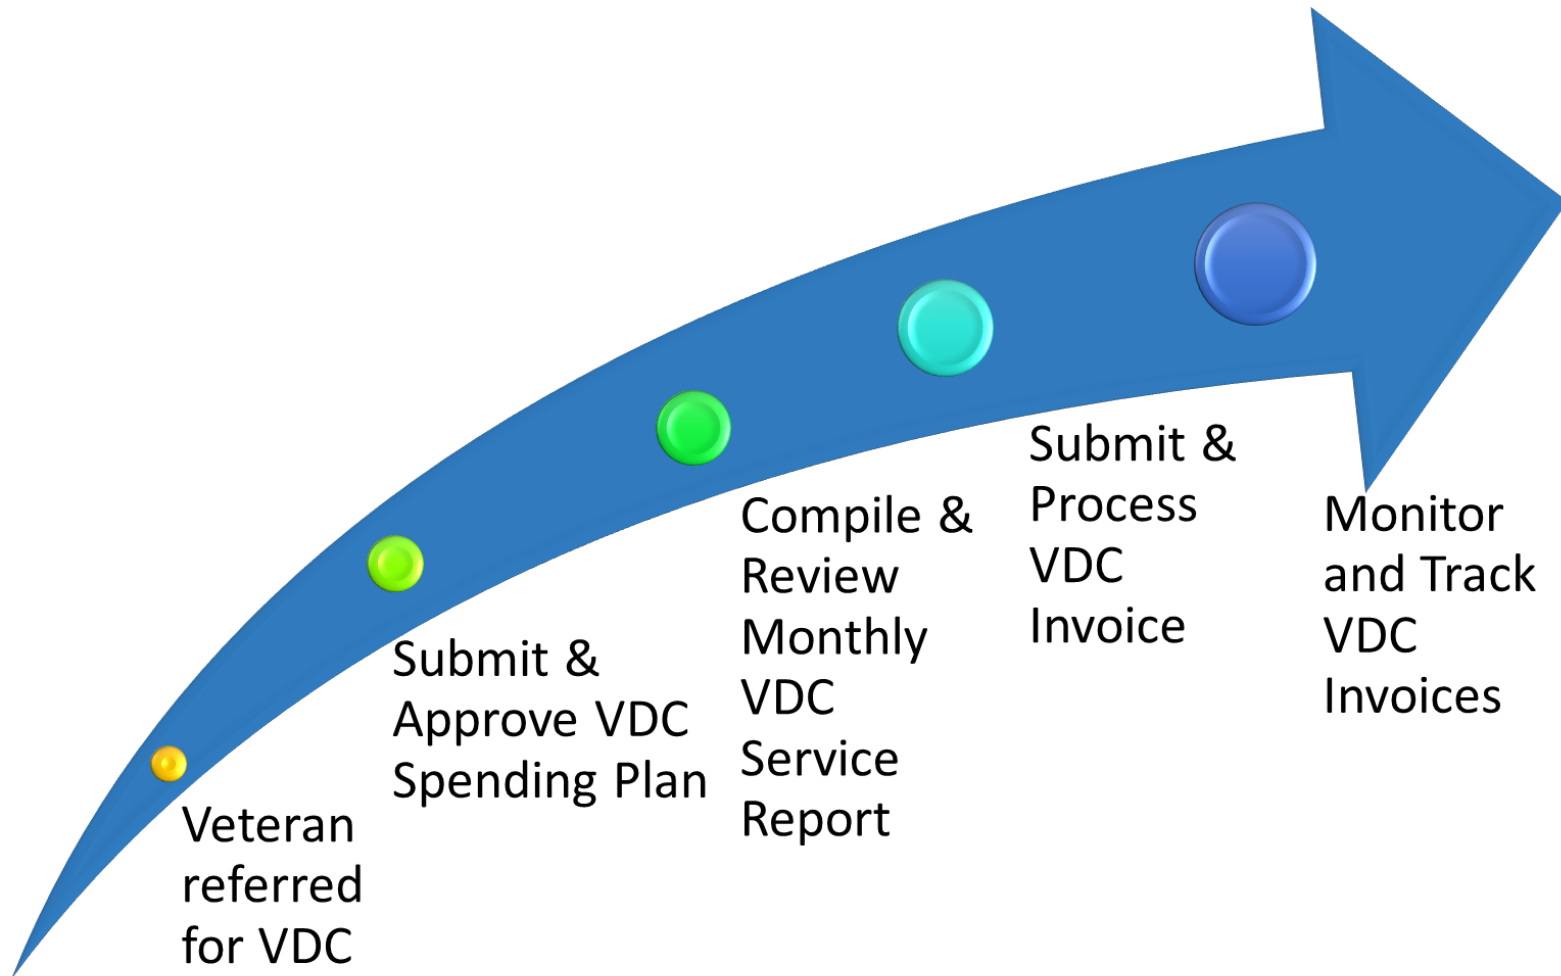 Veteran
referred
for VDC
Submit &
Approve VDC
Spending Plan
Compile &
Review
Monthly
VDC
Service
Report
Submit &
Process
VDC
Invoice
Monitor
and Track
VDC
Invoices